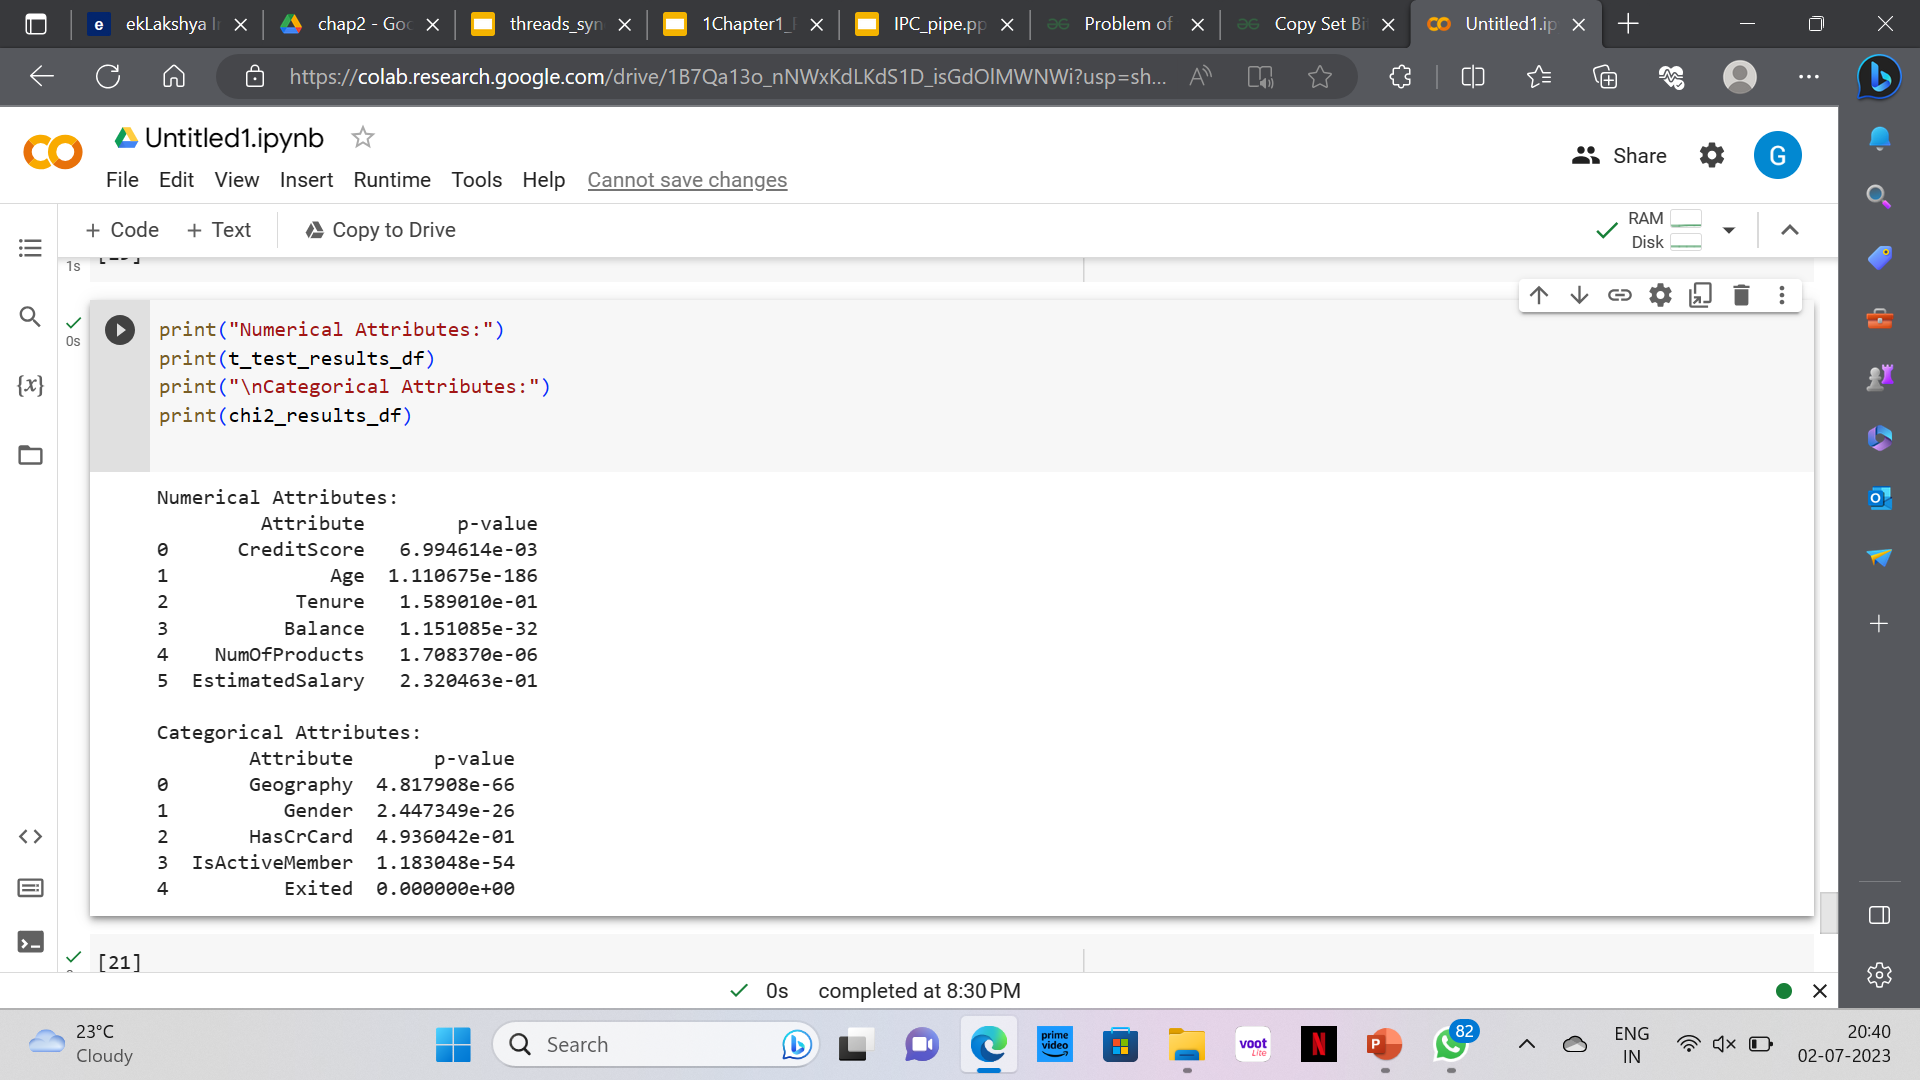 ekLakshya I
chap2 - Goo
threads_syn
1Chapter1_
IPC_pipe.pp
Problem of
Copy Set Bi
Untitled1.ip
https://colab.research.google.com/drive/1B7Qa13o_nNWxKdLKdS1D_isGdOlMWNWi?usp=sh...
Untitled1.ipynb
Share
G
File Edit View Insert Runtime Tools Help Cannot save changes
+ Code + Text Copy to Drive
RAM
Disk
1s
[19]
0s
print("Numerical Attributes:")
print(t_test_results_df)
print("\nCategorical Attributes:")
print(chi2_results_df)
{x}
Numerical Attributes:
Attribute p-value
0 CreditScore 6.994614e-03
1 Age 1.110675e-186
2 Tenure 1.589010e-01
3 Balance 1.151085e-32
4 NumOfProducts 1.708370e-06
5 EstimatedSalary 2.320463e-01
Categorical Attributes:
Attribute p-value
0 Geography 4.817908e-66
1 Gender 2.447349e-26
2 HasCrCard 4.936042e-01
3 IsActiveMember 1.183048e-54
4 Exited 0.000000e+00
[21]
0s completed at 8:30 PM
23°C
Cloudy
Search
prime video
voot Lite
N
P
82
ENG
IN
20:40
02-07-2023